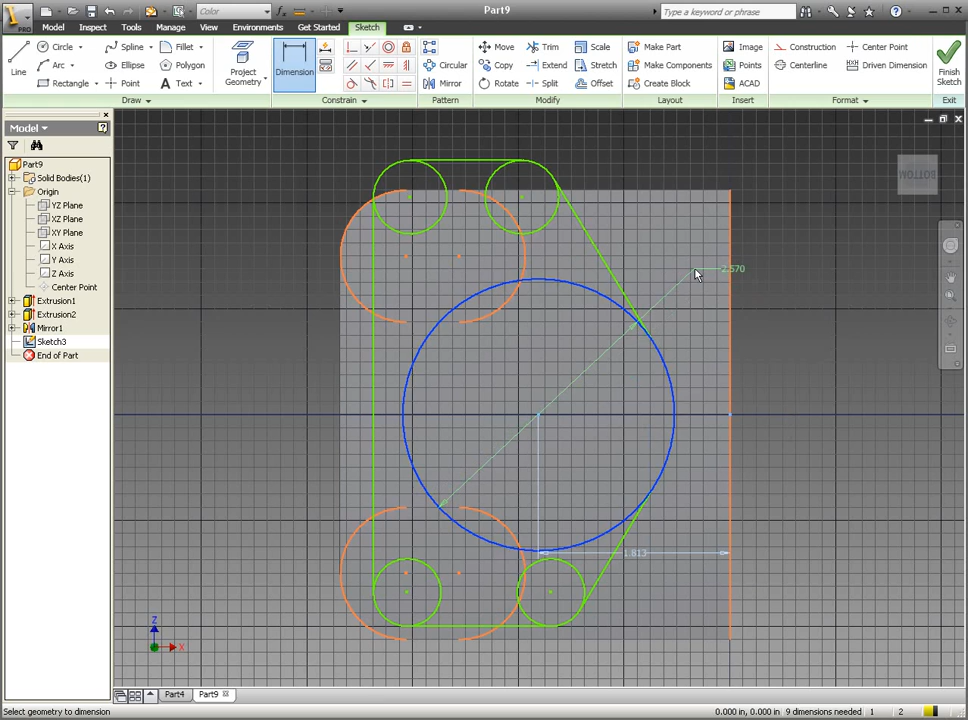 Color
Part9
Type a keyword or phrase
PRO
Model Inspect Tools Manage View Environments Get Started Sketch
Line
Circle
Arc
Rectangle
Spline
Ellipse
Point
Fillet
Polygon
Text
Project
Geometry
Dimension
Circular
Mirror
Move
Copy
Rotate
Trim
Extend
Split
Scale
Stretch
Offset
Make Part
Make Components
Create Block
Image
Points
ACAD
Construction
Centerline
Center Point
Driven Dimension
Finish
Sketch
Draw Constrain Pattern Modify Layout Insert Format Exit
Model
Part9
Solid Bodies(1)
Origin
YZ Plane
XZ Plane
XY Plane
X Axis
Y Axis
Z Axis
Center Point
Extrusion1
Extrusion2
Mirror1
Sketch3
End of Part
BOTTOM
2.570
1.813
Z
X
Part4 Part9
Select geometry to dimension
0.000 in, 0.000 in 9 dimensions needed 1 2